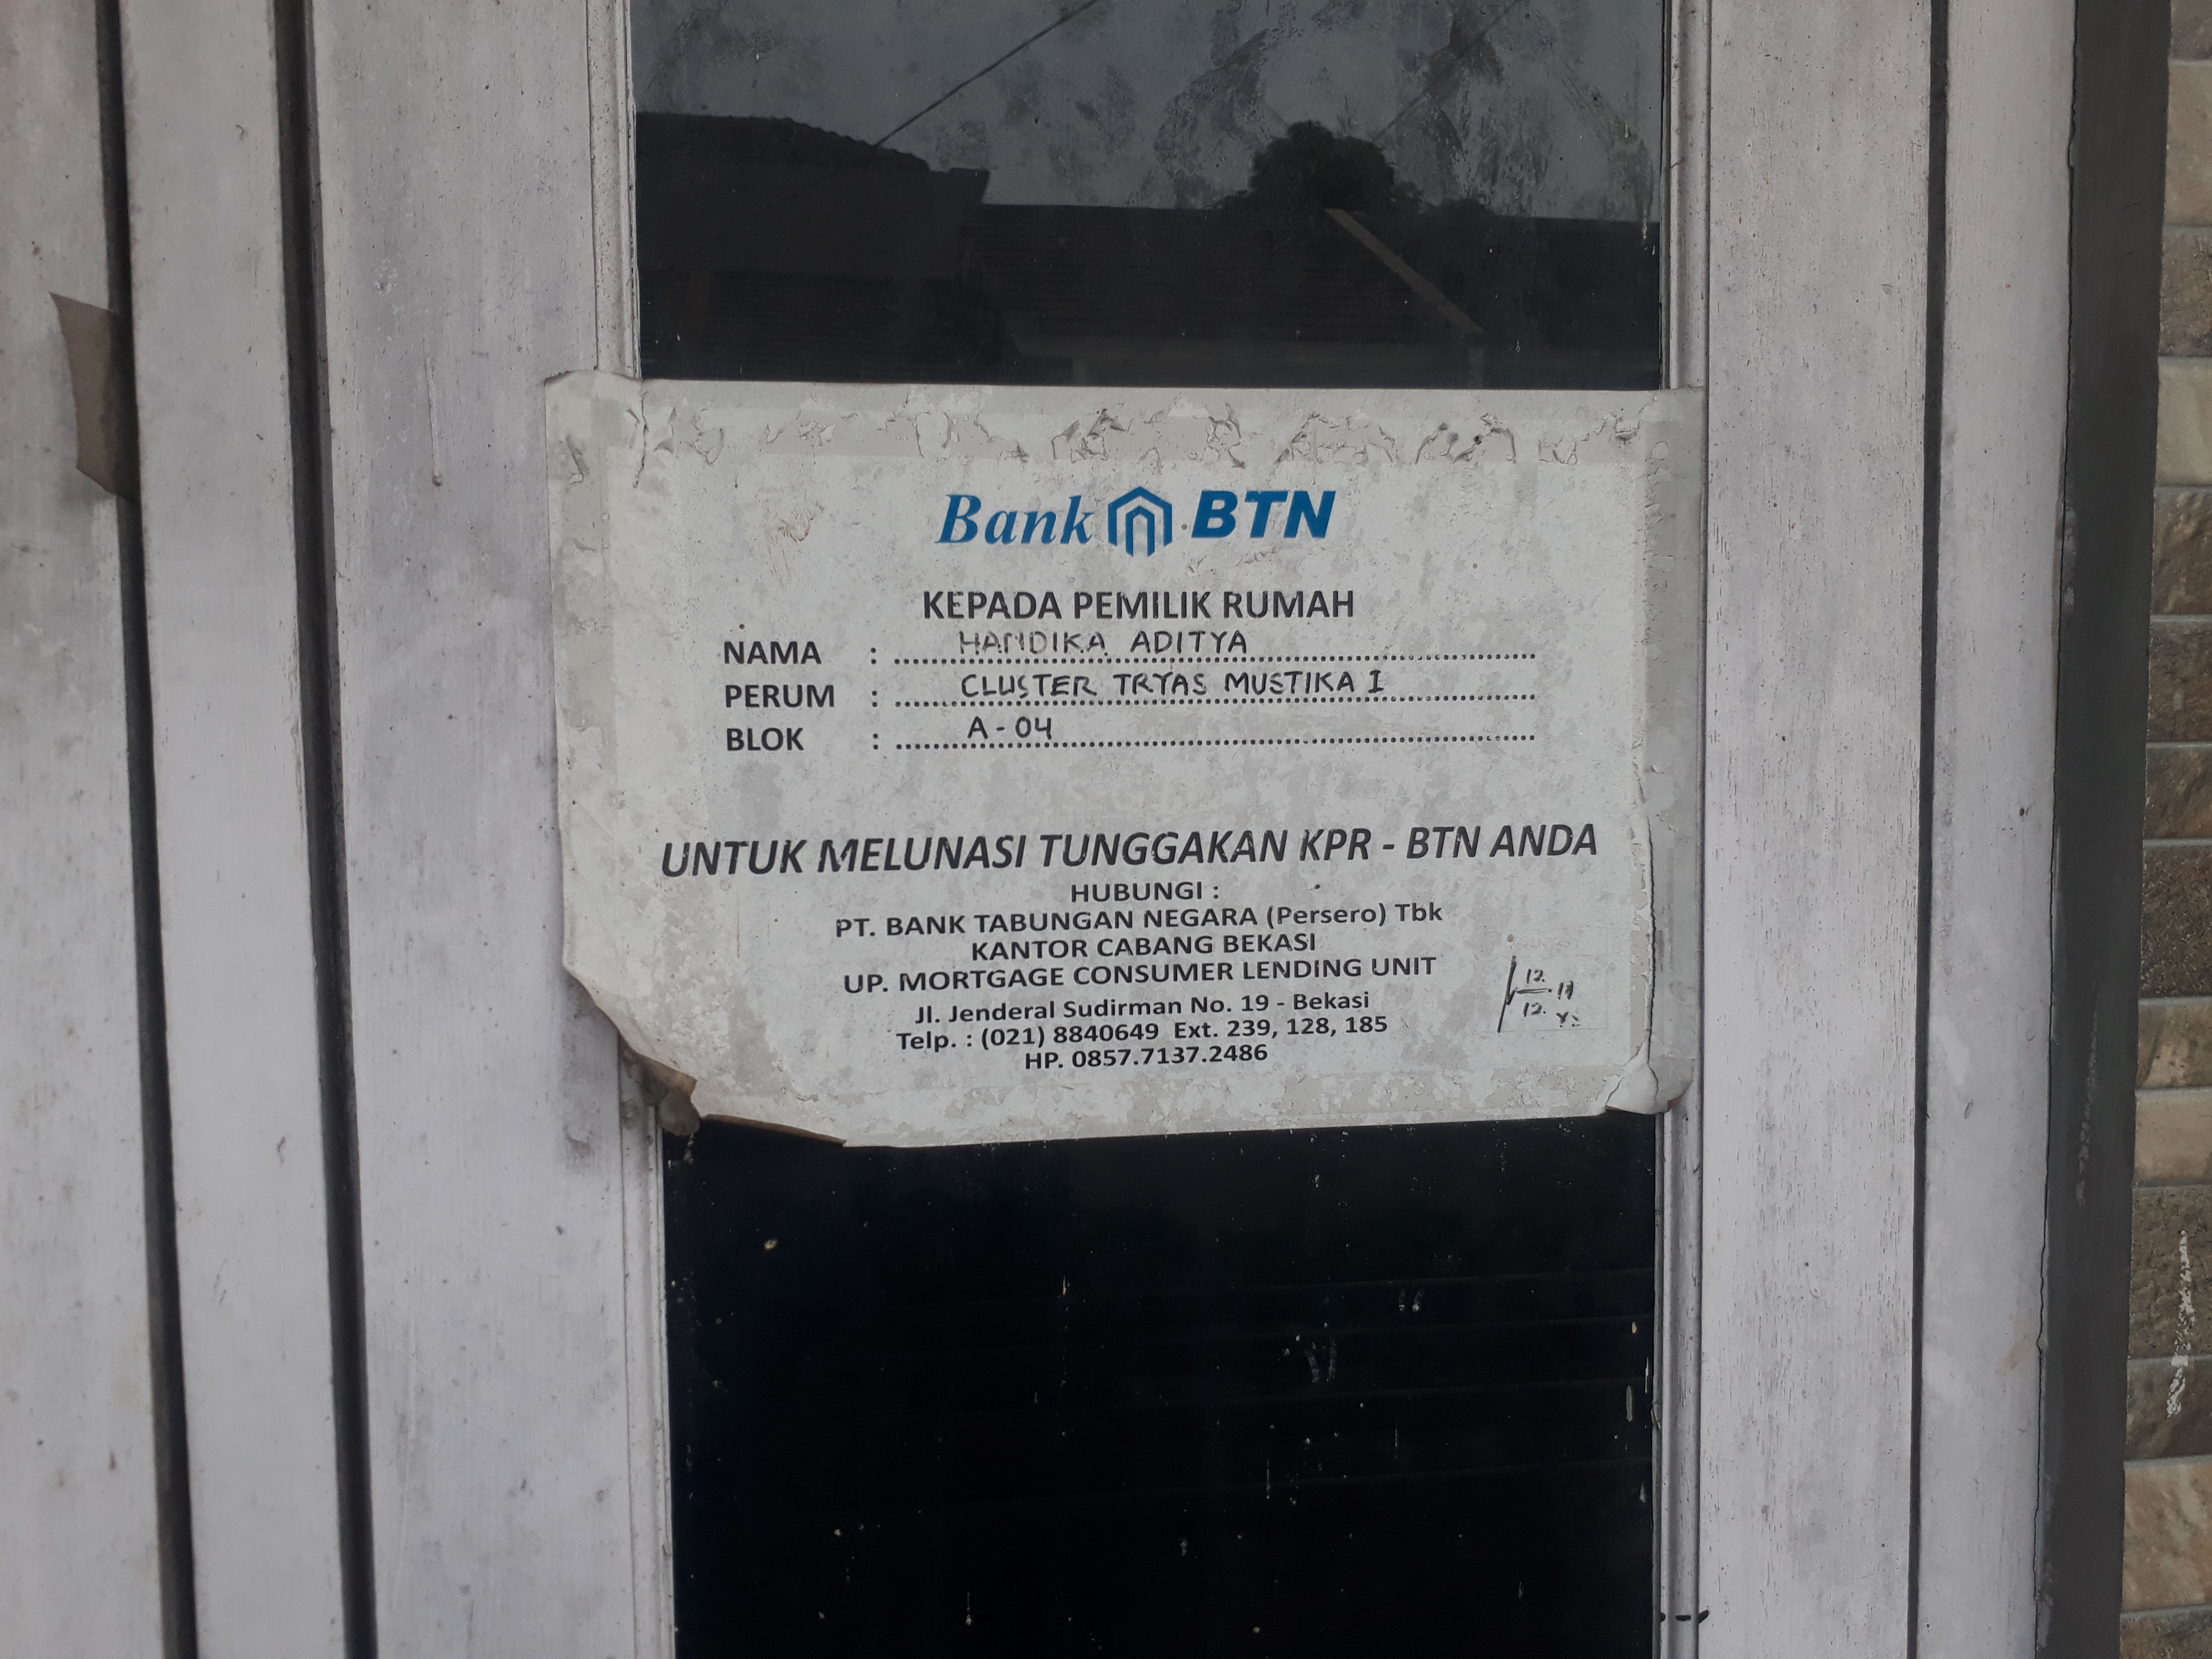 Bank BTN
KEPADA PEMILIK RUMAH
NAMA : HANDIKA ADITYA
PERUM : CLUSTER TRYAS MUSTIKA I
BLOK : A-04
UNTUK MELUNASI TUNGGAKAN KPR - BTN ANDA
HUBUNGI :
PT. BANK TABUNGAN NEGARA (Persero) Tbk
KANTOR CABANG BEKASI
UP. MORTGAGE CONSUMER LENDING UNIT
Jl. Jenderal Sudirman No. 19 - Bekasi
Telp. : (021) 8840649 Ext. 239, 128, 185
HP. 0857.7137.2486
12
12